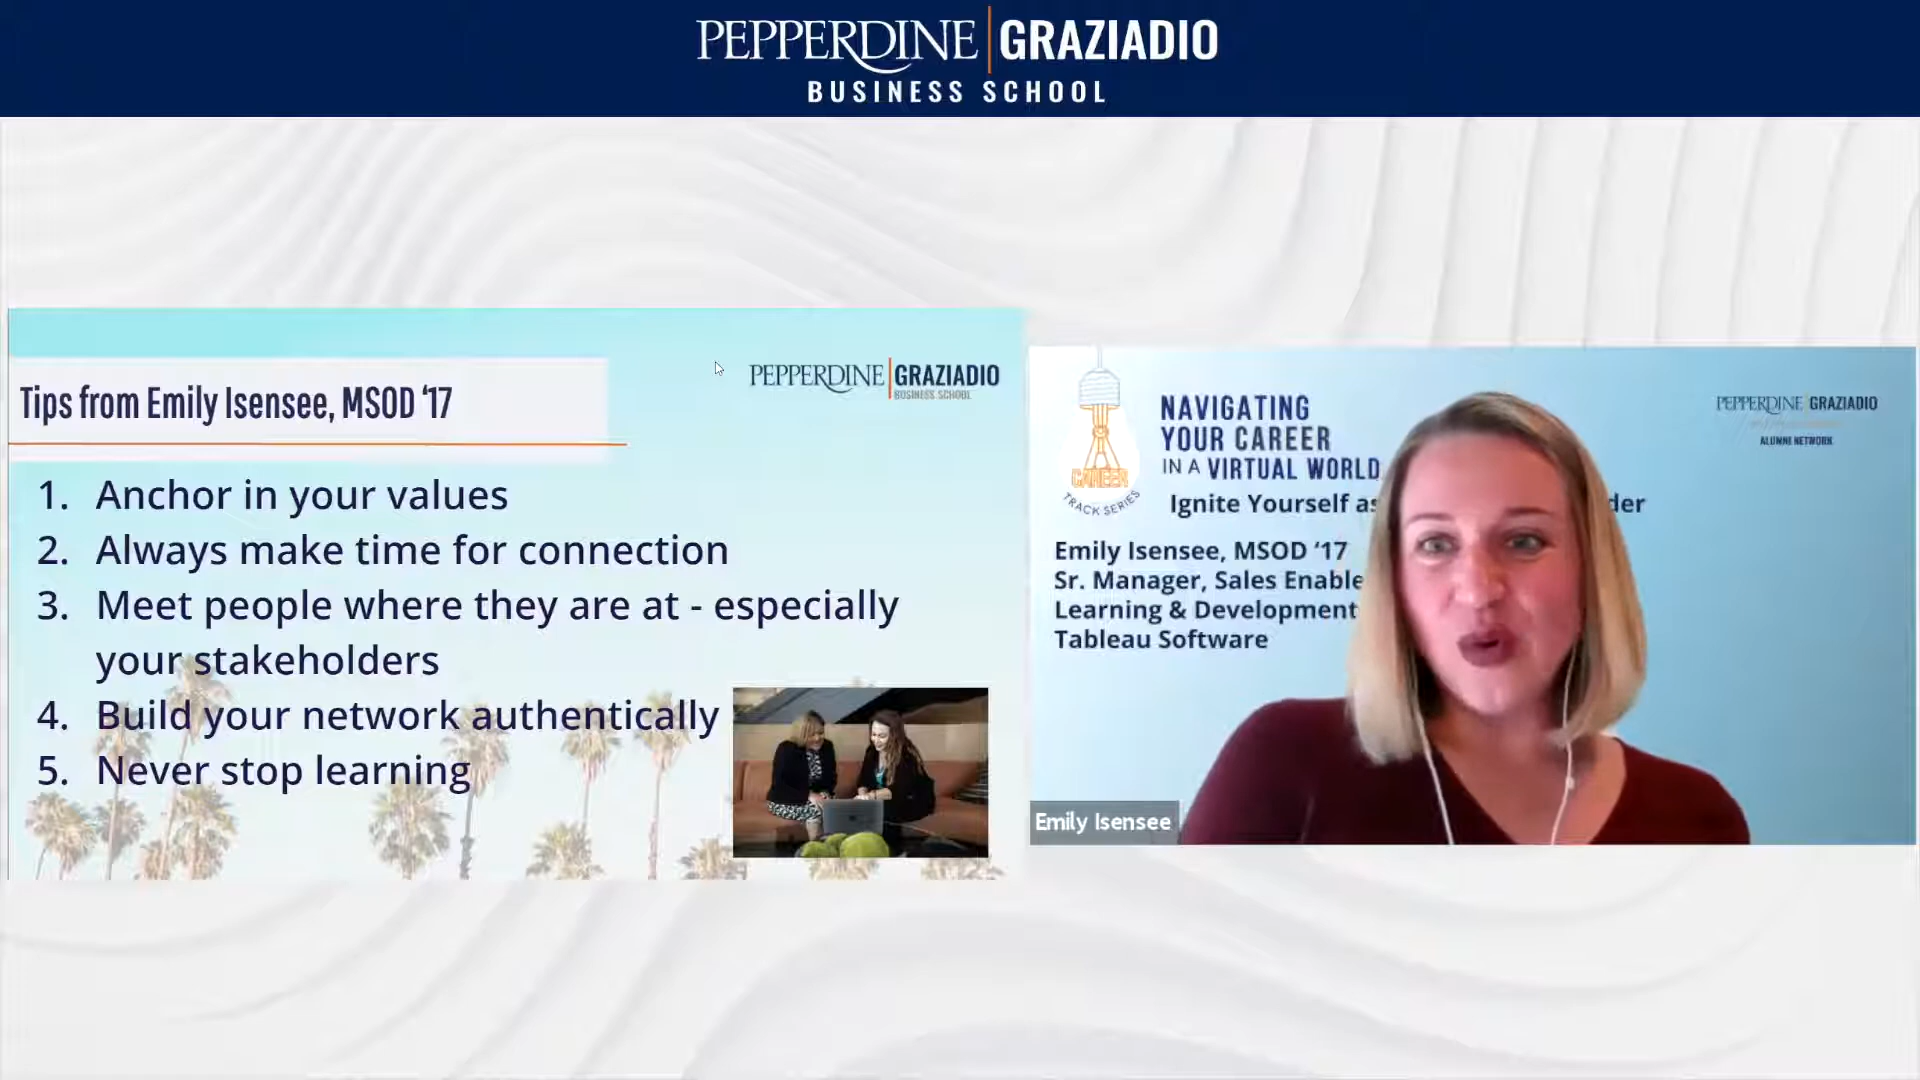 PEPPERDINE GRAZIADIO
BUSINESS SCHOOL
Tips from Emily Isensee, MSOD ‘17
PEPPERDINE GRAZIADIO
BUSINESS SCHOOL
1. Anchor in your values
2. Always make time for connection
3. Meet people where they are at - especially
your stakeholders
4. Build your network authentically
5. Never stop learning
CAREER
TRACK SERIES
NAVIGATING
YOUR CAREER
IN A VIRTUAL WORLD
Ignite Yourself as
PEPPERDINE GRAZIADIO
ALUMNI NETWORK
Emily Isensee, MSOD ‘17
Sr. Manager, Sales Enable
Learning & Development
Tableau Software
Emily Isensee